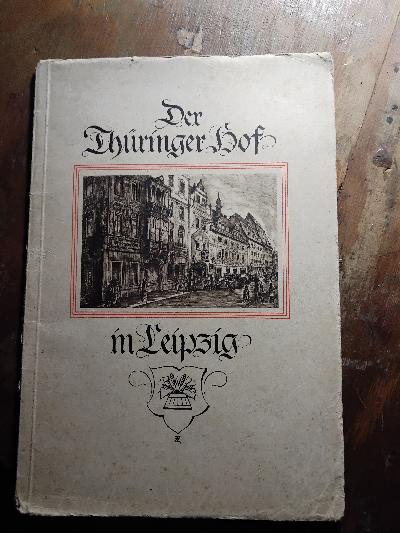 Der
Thüringer Hof
in Leipzig